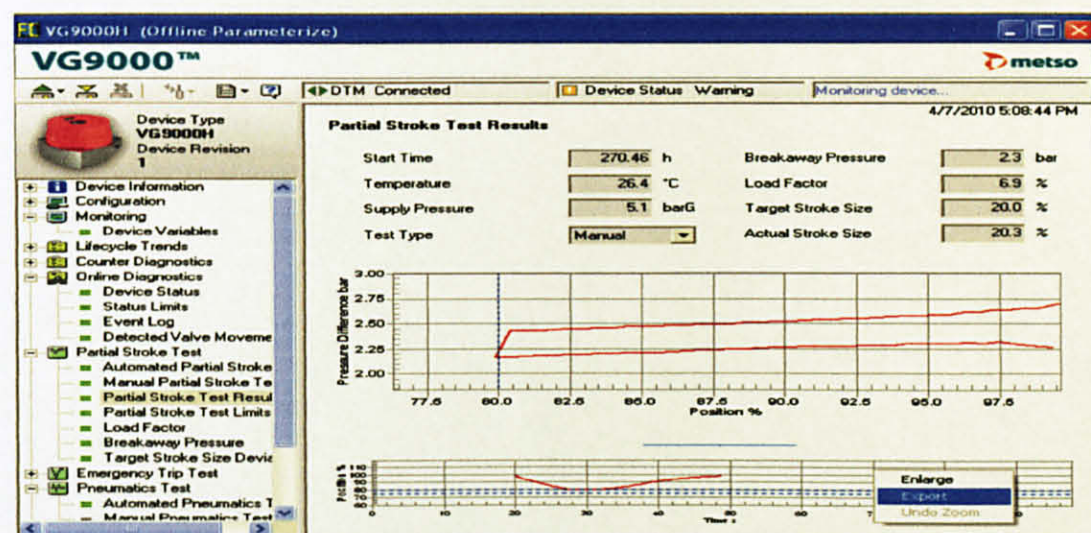 VG9000H (Offline Parameterize)
VG9000™
metso
DTM Connected
Device Status Warning
Monitoring device...
4/7/2010 5:08:44 PM
Device Type
VG9000H
Device Revision
1
Device Information
Configuration
Monitoring
Device Variables
Lifecycle Trends
Counter Diagnostics
Online Diagnostics
Device Status
Status Limits
Event Log
Detected Valve Moveme
Partial Stroke Test
Automated Partial Stroke
Manual Partial Stroke Te
Partial Stroke Test Resul
Partial Stroke Test Limits
Load Factor
Breakaway Pressure
Target Stroke Size Devia
Emergency Trip Test
Pneumatics Test
Automated Pneumatics T
Manual Pneumatics Test
Partial Stroke Test Results
Start Time 270.46 h Breakaway Pressure 2.3 bar
Temperature 26.4 °C Load Factor 6.9 %
Supply Pressure 5.1 barG Target Stroke Size 20.0 %
Test Type Manual Actual Stroke Size 20.3 %
Pressure Difference bar
3.00
2.75
2.50
2.25
2.00
77.5 80.0 82.5 85.0 87.5 90.0 92.5 95.0 97.5
Position %
Position %
0 10 20 30 40 50 60
Time s
Enlarge
Export
Undo Zoom